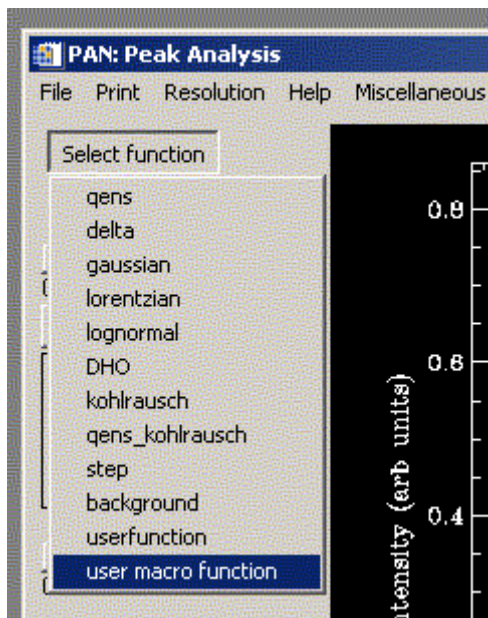 PAN: Peak Analysis
File Print Resolution Help Miscellaneous
Select function
qens
delta
gaussian
lorentzian
lognormal
DHO
kohlrausch
qens_kohlrausch
step
background
userfunction
user macro function
0.8
0.6
0.4
tensity (arb units)